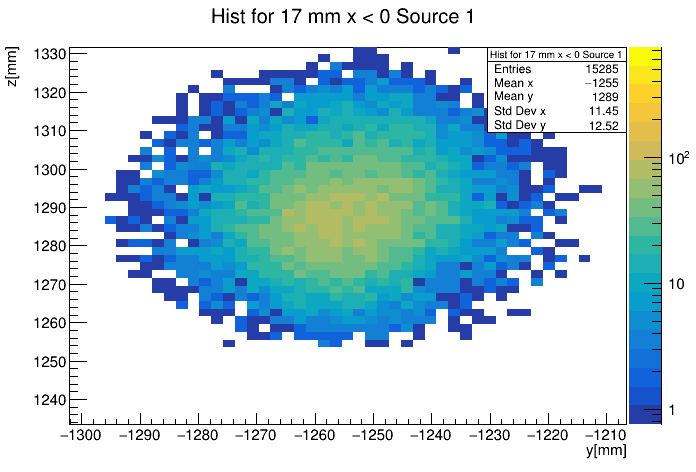 Hist for 17 mm x < 0 Source 1
z[mm]
1330
1320
1310
1300
1290
1280
1270
1260
1250
1240
Hist for 17 mm x < 0 Source 1
Entries 15285
Mean x −1255
Mean y 1289
Std Dev x 11.45
Std Dev y 12.52
10²
10
1
−1300 −1290 −1280 −1270 −1260 −1250 −1240 −1230 −1220 −1210
y[mm]